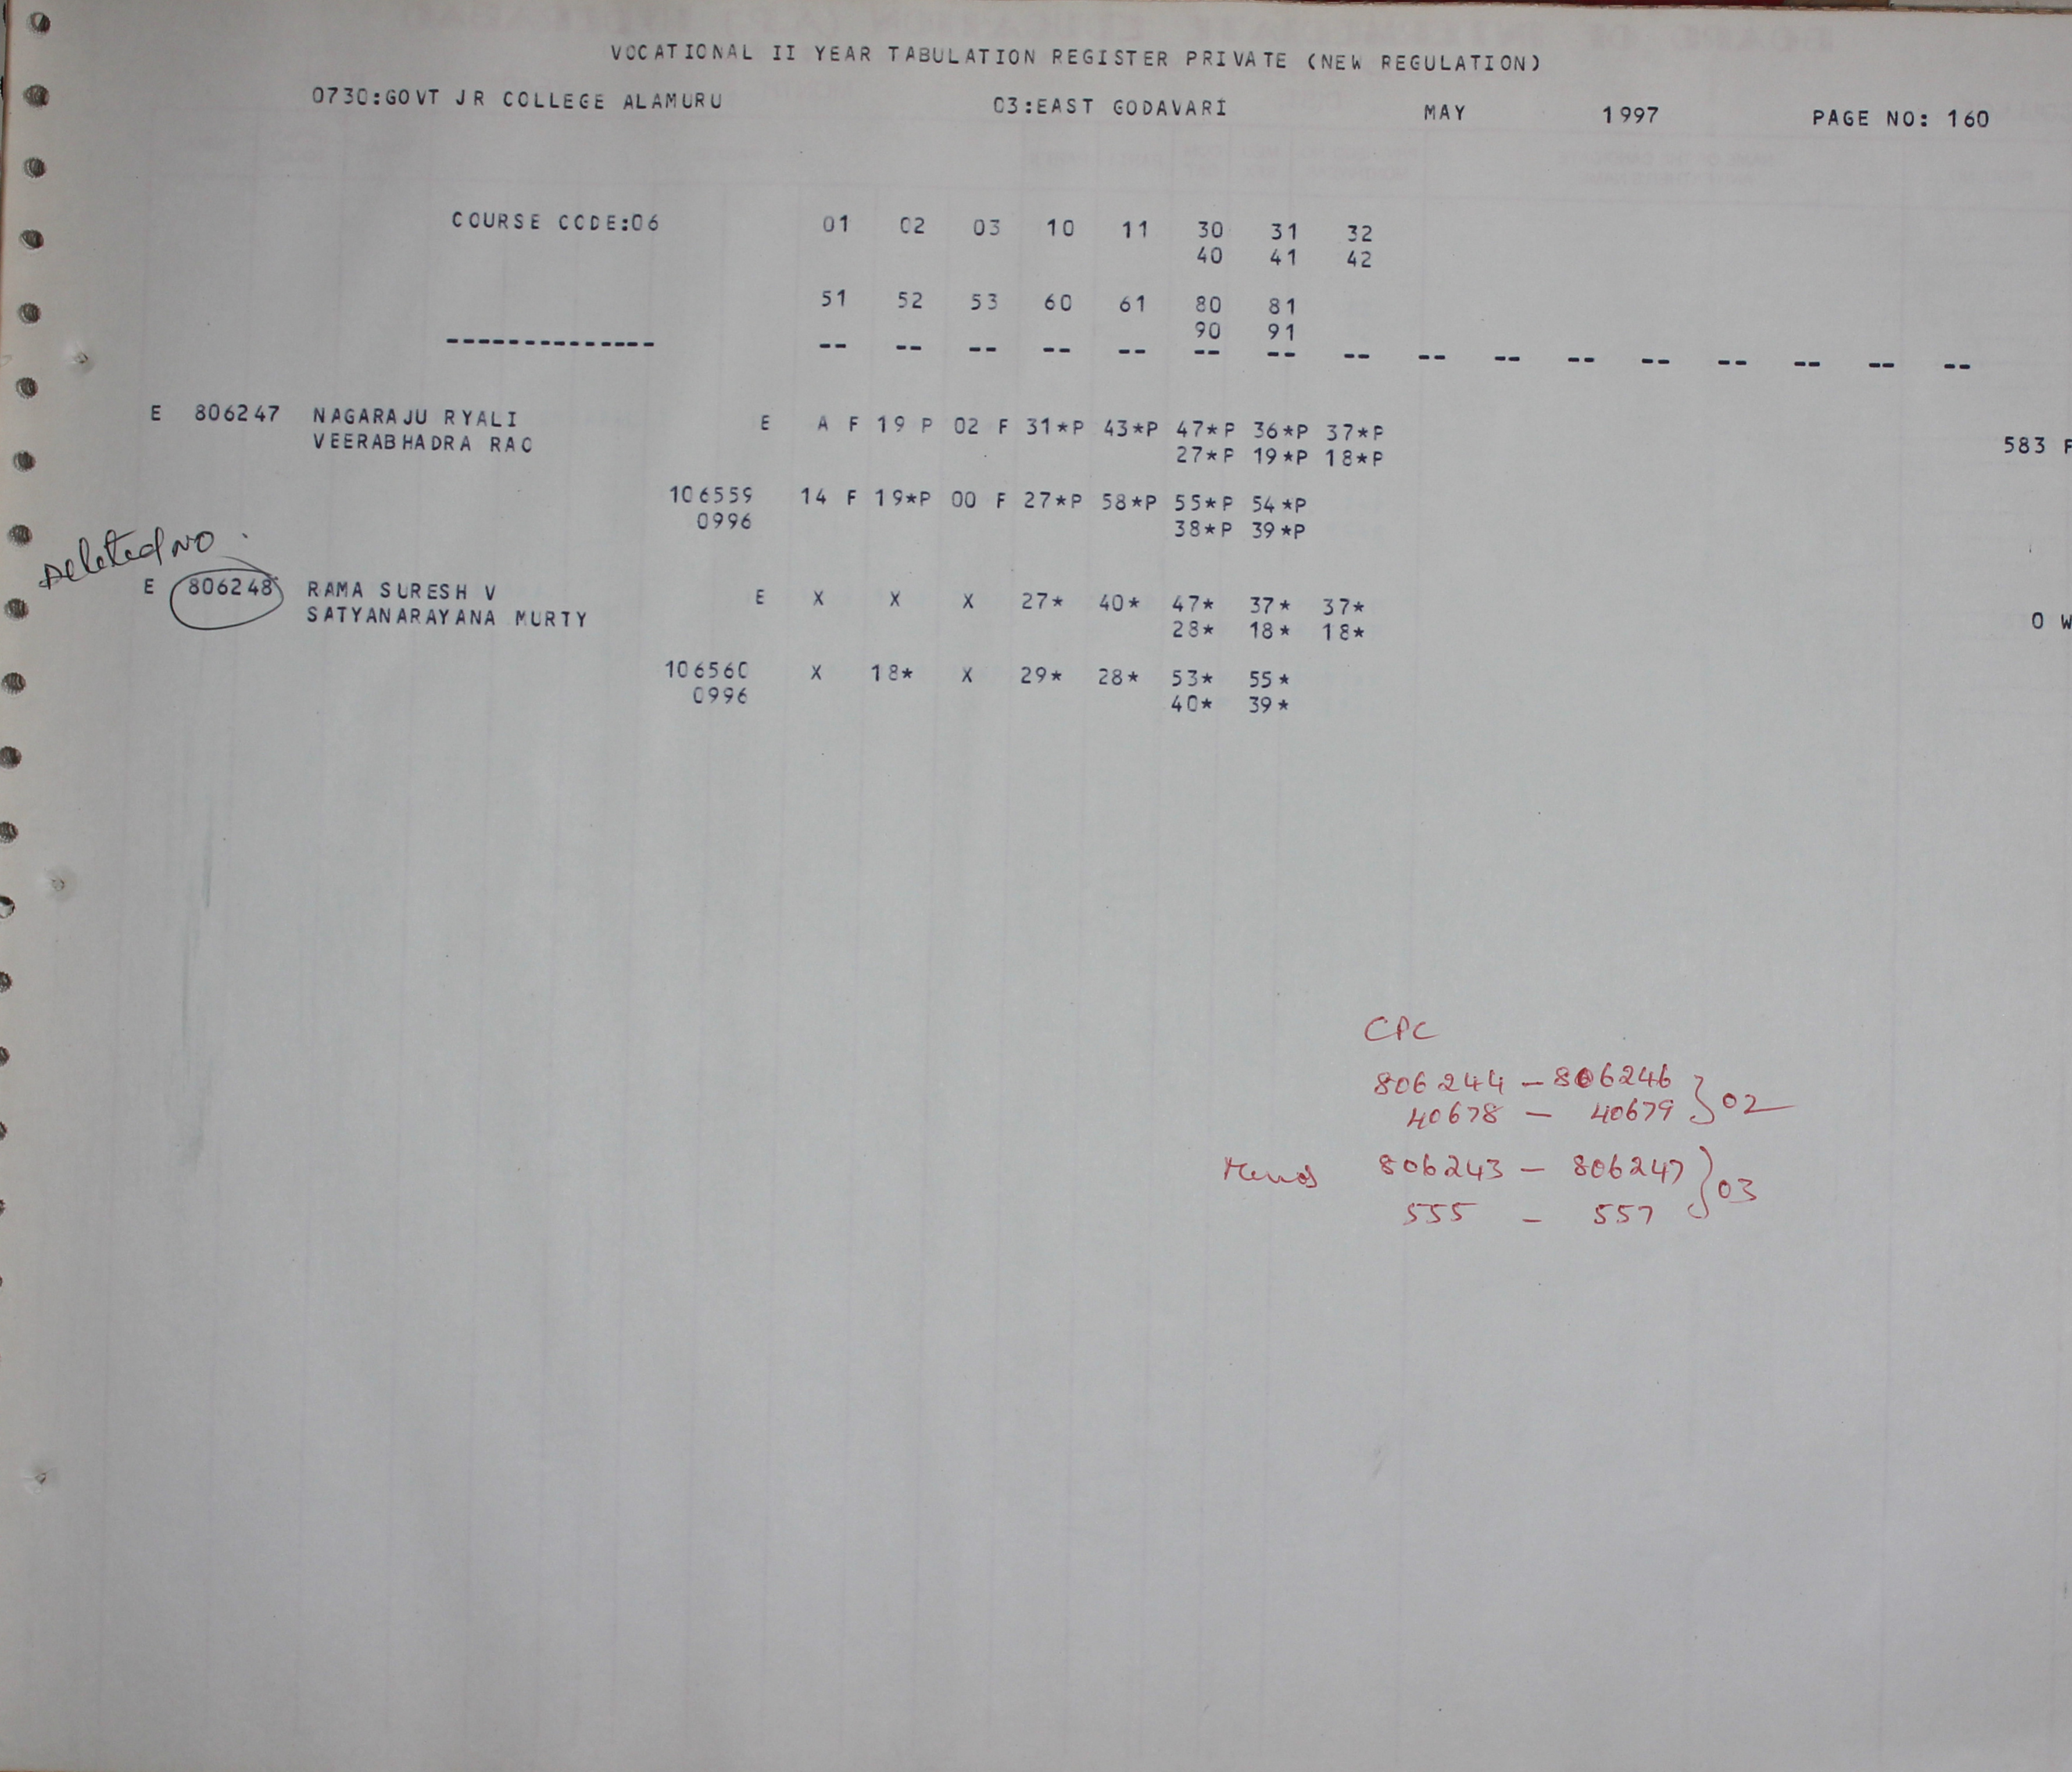 VOCATIONAL II YEAR TABULATION REGISTER PRIVATE (NEW REGULATION)
0730:GOVT JR COLLEGE ALAMURU 03:EAST GODAVARI MAY 1997 PAGE NO: 160
COURSE CODE:06 01 02 03 10 11 30 31 32
40 41 42
51 52 53 60 61 80 81
90 91
-------------- -- -- -- -- -- -- -- -- -- -- -- -- -- -- -- --
E 806247 NAGARAJU RYALI E A F 19 P 02 F 31*P 43*P 47*P 36*P 37*P
VEERABHADRA RAO 27*P 19*P 18*P 583 F
106559 14 F 19*P 00 F 27*P 58*P 55*P 54*P
0996 38*P 39*P
Deleted NO.
E 806248 RAMA SURESH V E X X X 27* 40* 47* 37* 37*
SATYANARAYANA MURTY 28* 18* 18* 0 W
106560 X 18* X 29* 28* 53* 55*
0996 40* 39*
CPC
806244 – 806246 } 02
40678 – 40679
806243 – 806247 } 03
555 – 557